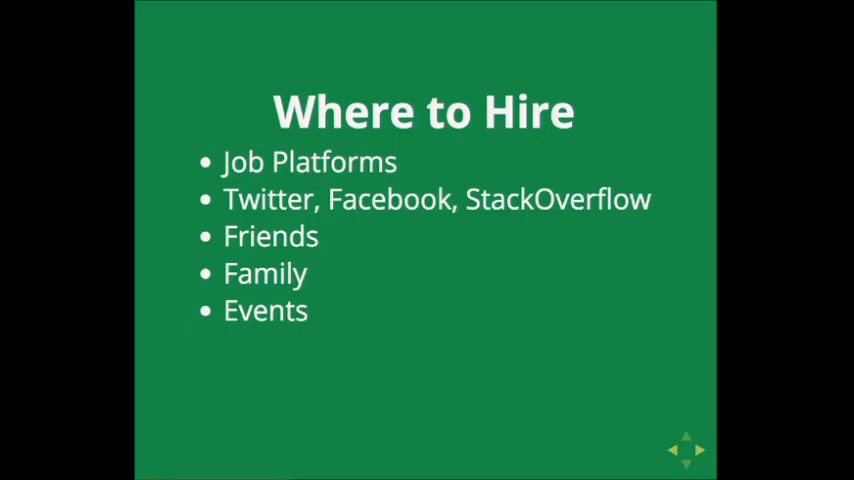 Where to Hire
Job Platforms
Twitter, Facebook, StackOverflow
Friends
Family
Events